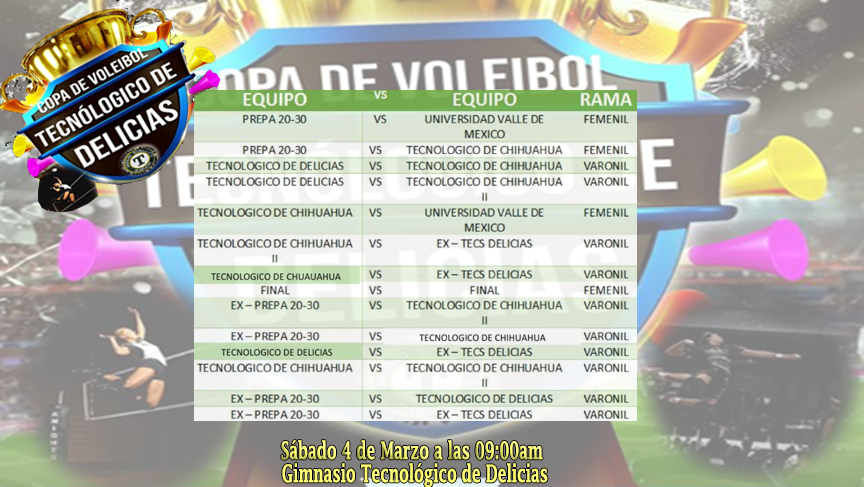 COPA DE VOLEIBOL
TECNÓLOGICO DE
DELICIAS
COPA DE VOLEIBOL
EQUIPO VS EQUIPO RAMA
PREPA 20-30 VS UNIVERSIDAD VALLE DE
MEXICO FEMENIL
PREPA 20-30 VS TECNOLOGICO DE CHIHUAHUA FEMENIL
TECNOLOGICO DE DELICIAS VS TECNOLOGICO DE CHIHUAHUA VARONIL
TECNOLOGICO DE DELICIAS VS TECNOLOGICO DE CHIHUAHUA
II VARONIL
TECNOLOGICO DE CHIHUAHUA VS UNIVERSIDAD VALLE DE
MEXICO FEMENIL
TECNOLOGICO DE CHIHUAHUA
II VS EX – TECS DELICIAS VARONIL
TECNOLOGICO DE CHUAUAHUA VS EX – TECS DELICIAS VARONIL
FINAL VS FINAL FEMENIL
EX – PREPA 20-30 VS TECNOLOGICO DE CHIHUAHUA
II VARONIL
EX – PREPA 20-30 VS TECNOLOGICO DE CHIHUAHUA VARONIL
TECNOLOGICO DE DELICIAS VS EX – TECS DELICIAS VARONIL
TECNOLOGICO DE CHIHUAHUA VS TECNOLOGICO DE CHIHUAHUA
II VARONIL
EX – PREPA 20-30 VS TECNOLOGICO DE DELICIAS VARONIL
EX – PREPA 20-30 VS EX – TECS DELICIAS VARONIL
Sábado 4 de Marzo a las 09:00am
Gimnasio Tecnológico de Delicias